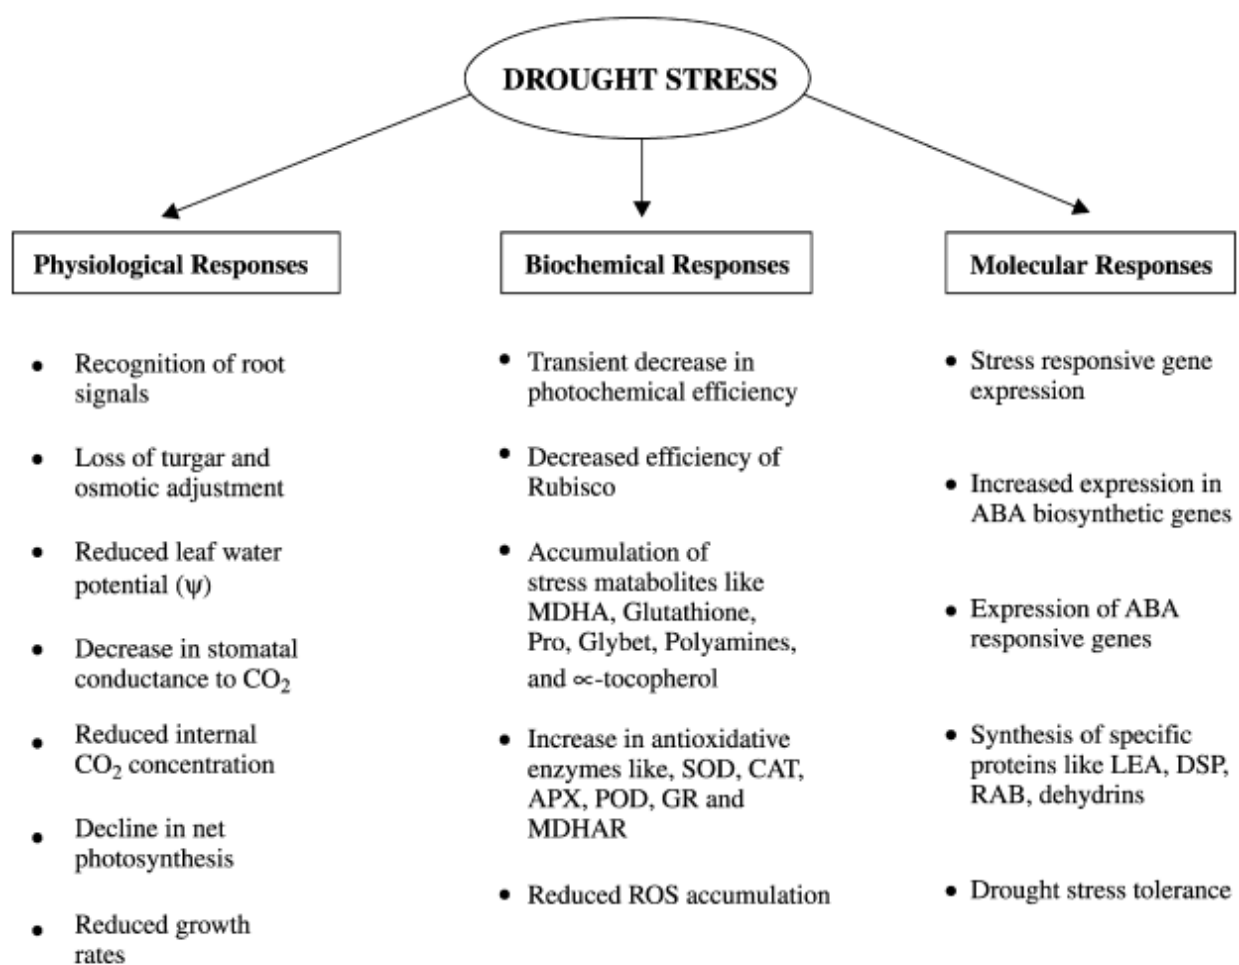 DROUGHT STRESS
Physiological Responses
• Recognition of root
signals
• Loss of turgar and
osmotic adjustment
• Reduced leaf water
potential (ψ)
• Decrease in stomatal
conductance to CO₂
• Reduced internal
CO₂ concentration
• Decline in net
photosynthesis
• Reduced growth
rates
Biochemical Responses
• Transient decrease in
photochemical efficiency
• Decreased efficiency of
Rubisco
• Accumulation of
stress matabolites like
MDHA, Glutathione,
Pro, Glybet, Polyamines,
and ∝-tocopherol
• Increase in antioxidative
enzymes like, SOD, CAT,
APX, POD, GR and
MDHAR
• Reduced ROS accumulation
Molecular Responses
• Stress responsive gene
expression
• Increased expression in
ABA biosynthetic genes
• Expression of ABA
responsive genes
• Synthesis of specific
proteins like LEA, DSP,
RAB, dehydrins
• Drought stress tolerance